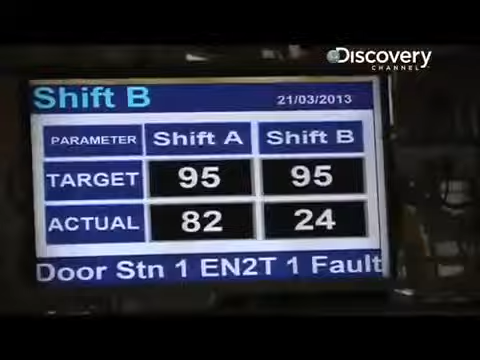 Discovery
CHANNEL
Shift B
21/03/2013
PARAMETER Shift A Shift B
TARGET 95 95
ACTUAL 82 24
Door Stn 1 EN2T 1 Fault